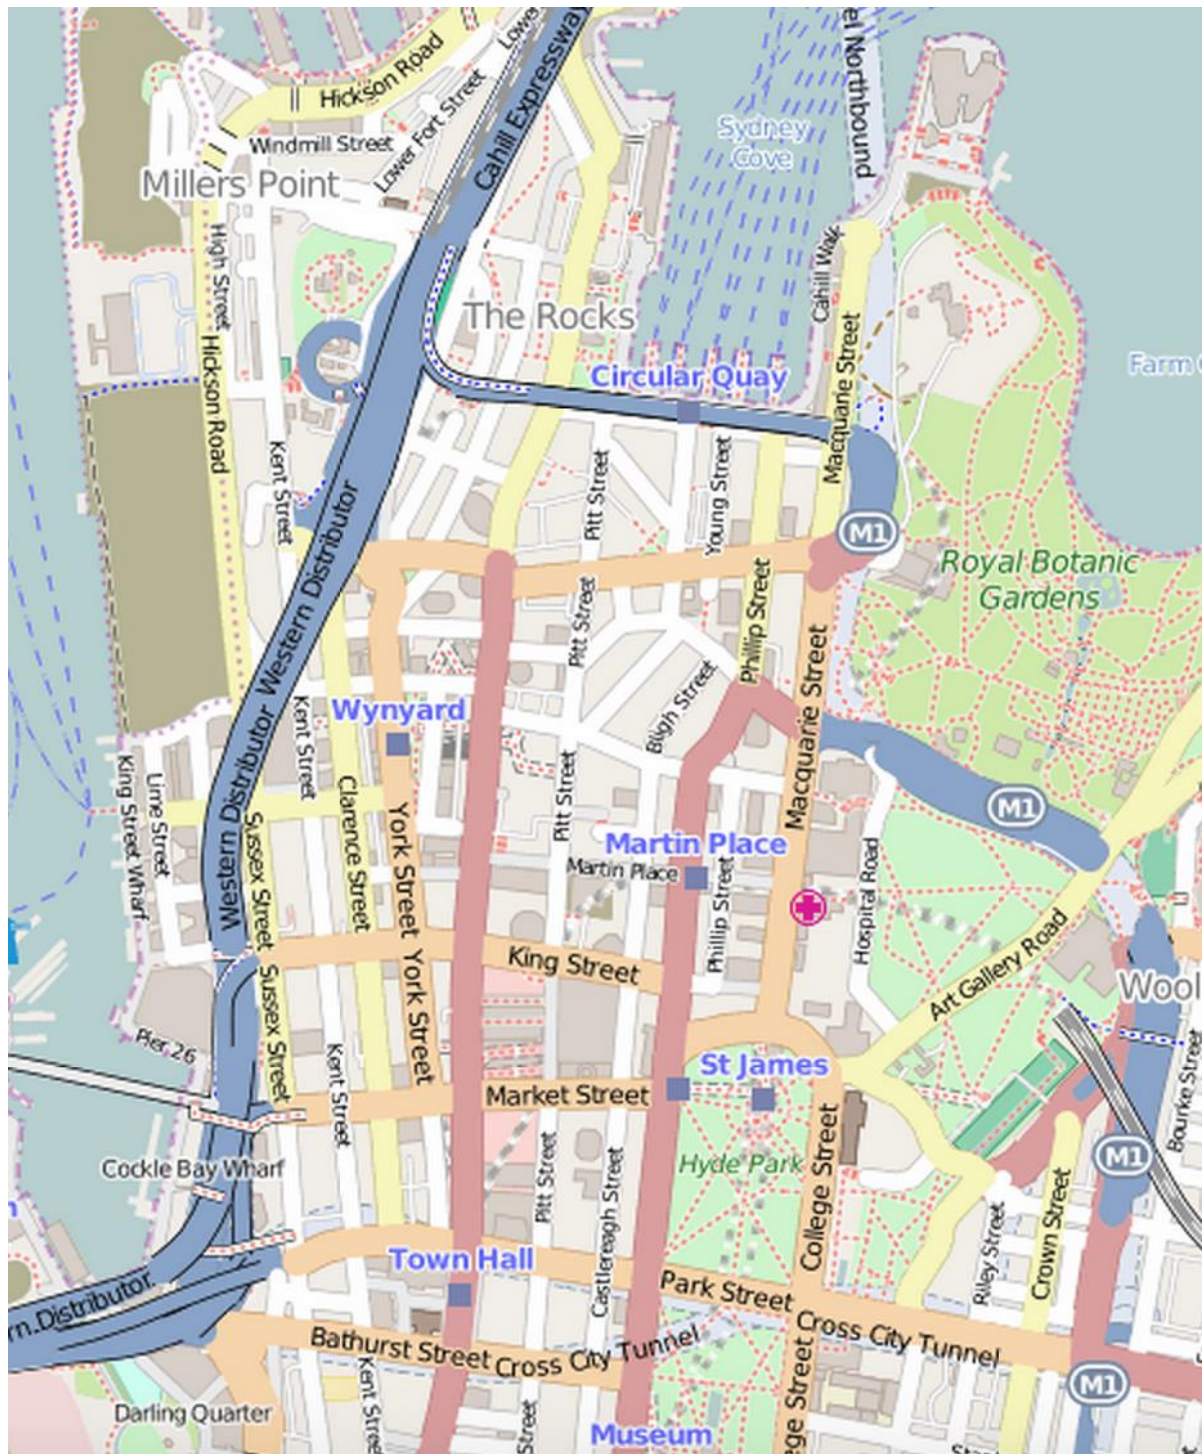 Lower
el Northbound
Hickson Road
Cahill Expressway
Lower Fort Street
Windmill Street
Sydney
Cove
Millers Point
High Street
Cahill Walk
The Rocks
Hickson Road
Macquarie Street
Circular Quay
Farm
Kent Street
Pitt Street
Young Street
Western Distributor
M1
Royal Botanic
Gardens
Phillip Street
Pitt Street
Western Distributor
Macquarie Street
Bligh Street
Wynyard
Kent Street
King Street Wharf
Lime Street
Western Distributor
Sussex Street
Clarence Street
York Street
Pitt Street
M1
Martin Place
Martin Place
Phillip Street
Hospital Road
King Street
York Street
Art Gallery Road
Wool
Sussex Street
Pier 26
Kent Street
St James
Market Street
Bourke Street
Cockle Bay Wharf
Hyde Park
College Street
M1
Pitt Street
Castlereagh Street
Riley Street
Crown Street
n
Town Hall
Park Street
rn Distributor
Cross City Tunnel
Bathurst Street
Cross City Tunnel
Kent Stree
ege Street
M1
Darling Quarter
Street
Museum